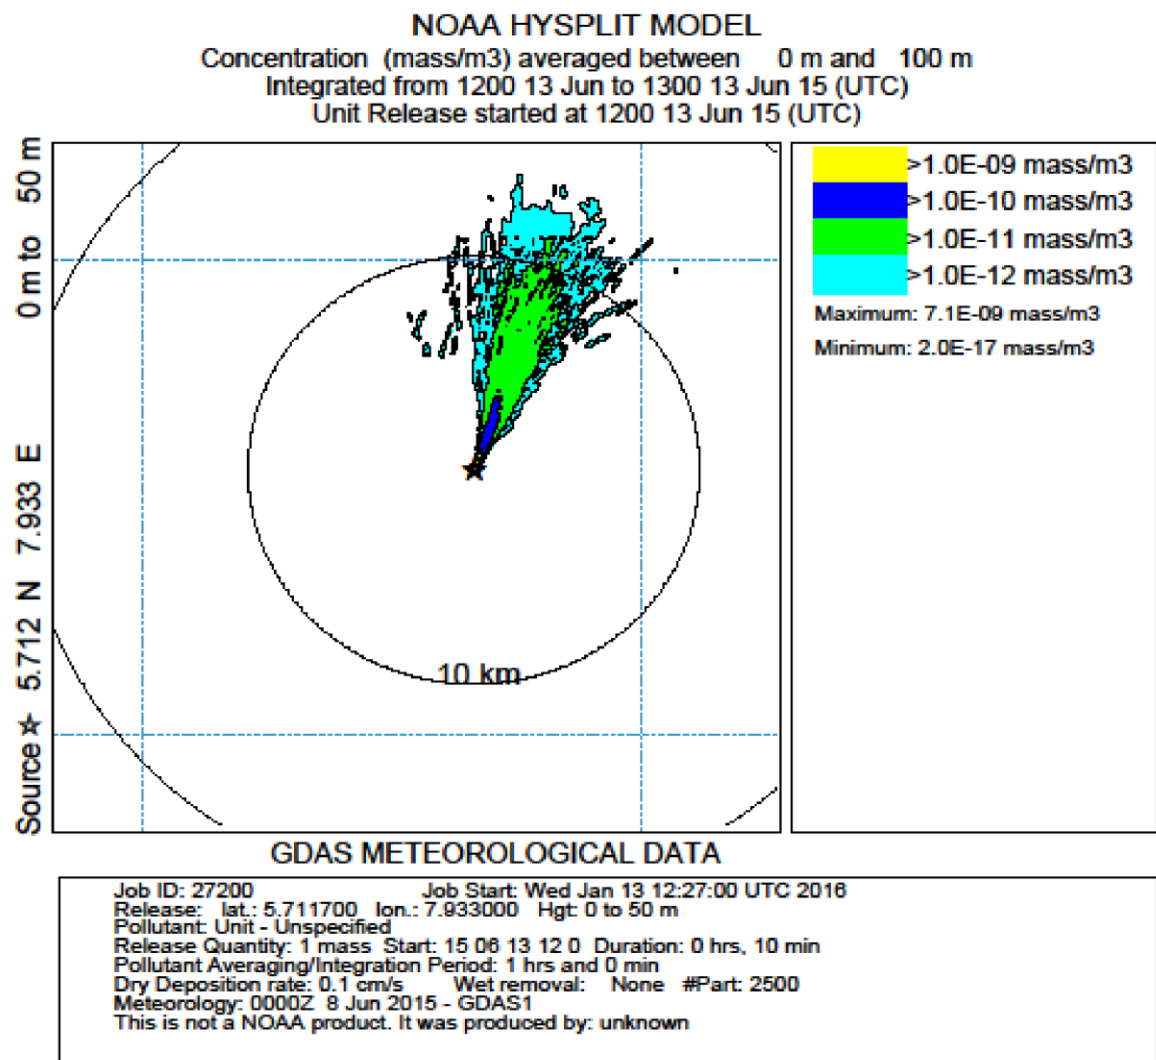 NOAA HYSPLIT MODEL
Concentration (mass/m3) averaged between 0 m and 100 m
Integrated from 1200 13 Jun to 1300 13 Jun 15 (UTC)
Unit Release started at 1200 13 Jun 15 (UTC)
Source ☆ 5.712 N 7.933 E 0 m to 50 m
>1.0E-09 mass/m3
>1.0E-10 mass/m3
>1.0E-11 mass/m3
>1.0E-12 mass/m3
Maximum: 7.1E-09 mass/m3
Minimum: 2.0E-17 mass/m3
10 km
GDAS METEOROLOGICAL DATA
Job ID: 27200 Job Start: Wed Jan 13 12:27:00 UTC 2016
Release: lat.: 5.711700 lon.: 7.933000 Hgt: 0 to 50 m
Pollutant: Unit - Unspecified
Release Quantity: 1 mass Start: 15 06 13 12 0 Duration: 0 hrs, 10 min
Pollutant Averaging/Integration Period: 1 hrs and 0 min
Dry Deposition rate: 0.1 cm/s Wet removal: None #Part: 2500
Meteorology: 0000Z 8 Jun 2015 - GDAS1
This is not a NOAA product. It was produced by: unknown